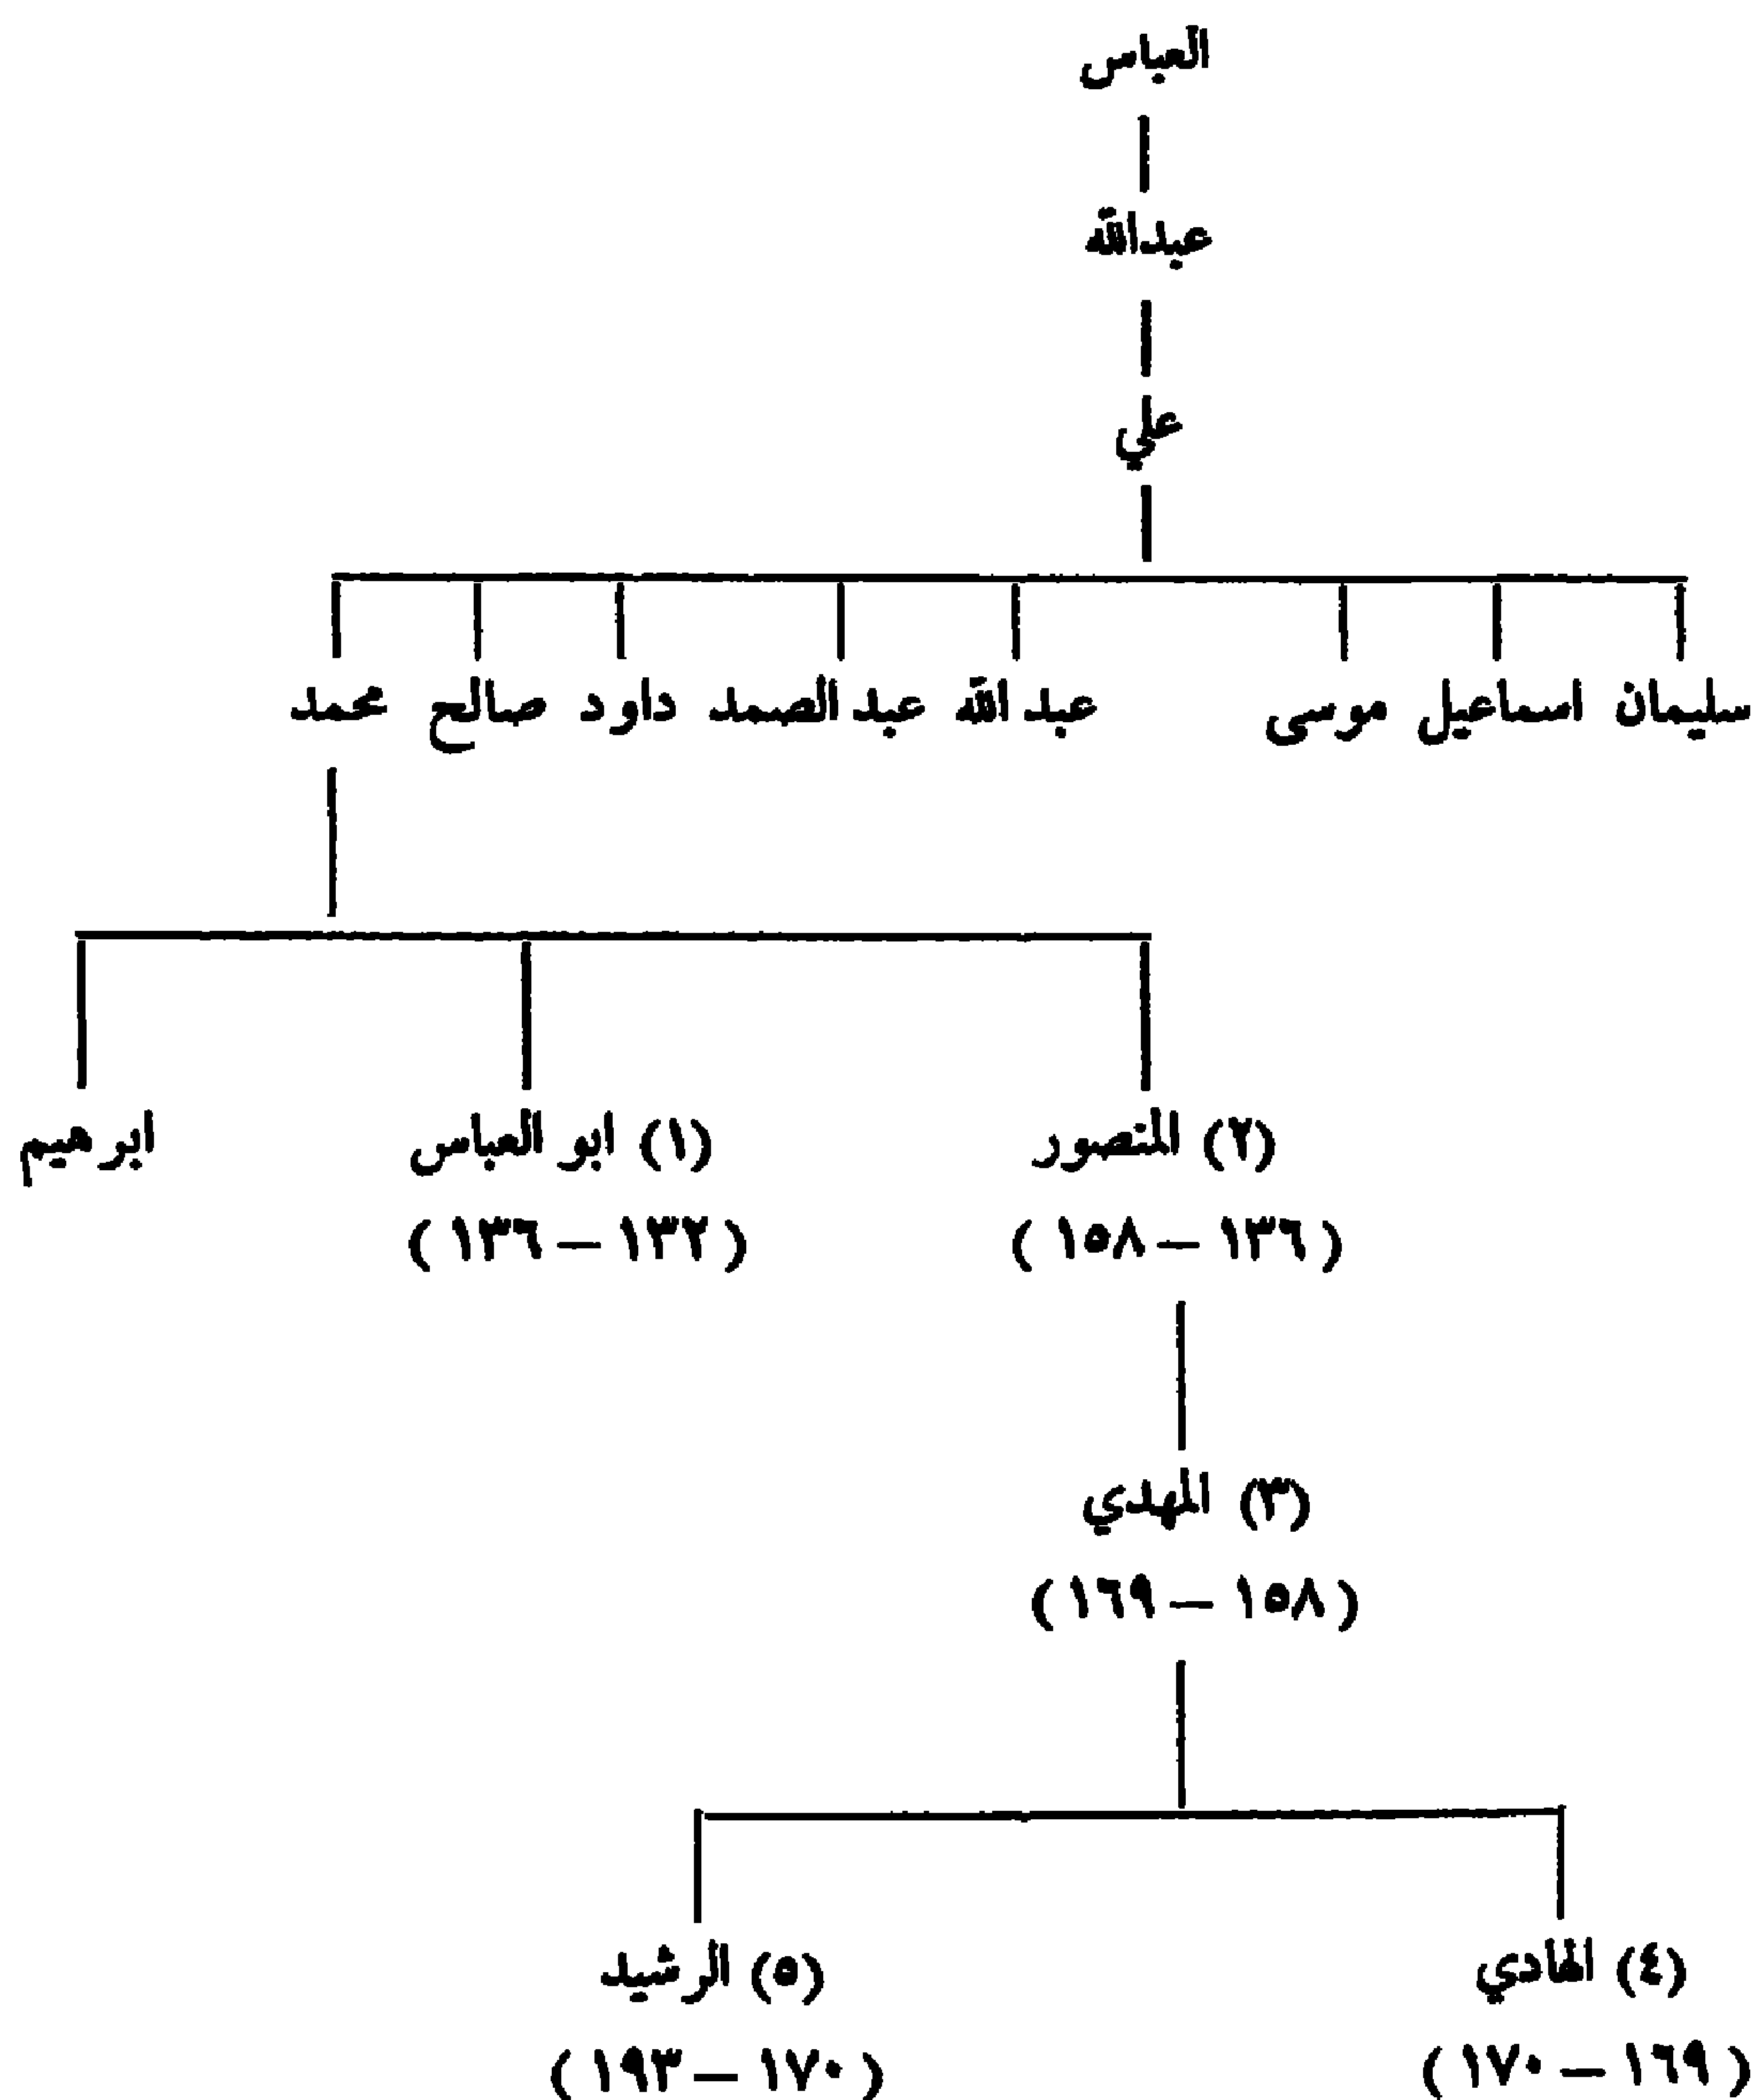 العباس
عبدالله
علي
سليمان اسماعيل موسى عبد الله عبد الصمد داود صالح محمد
(٢) المنصور (١) ابو العباس ابرهيم
(١٣٦ – ١٥٨) (١٣٢ – ١٣٦)
(٣) المهدي
(١٥٨ – ١٦٩)
(٤) الهادي (٥) الرشيد
(١٦٩ – ١٧٠) (١٧٠ – ١٩٣)